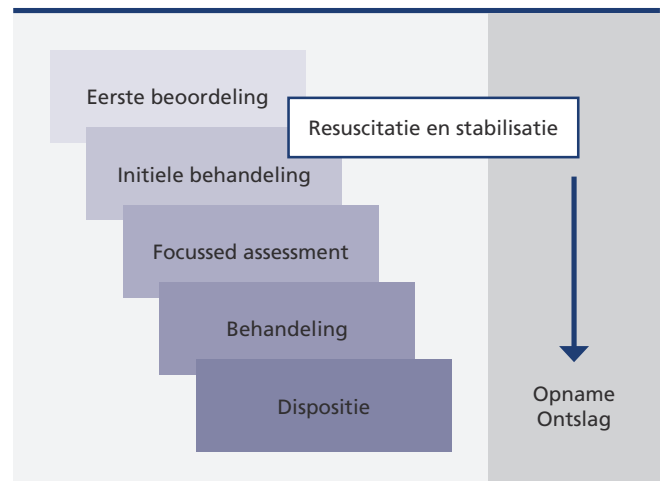 Eerste beoordeling
Resuscitatie en stabilisatie
Initiele behandeling
Focussed assessment
Behandeling
Dispositie
Opname
Ontslag